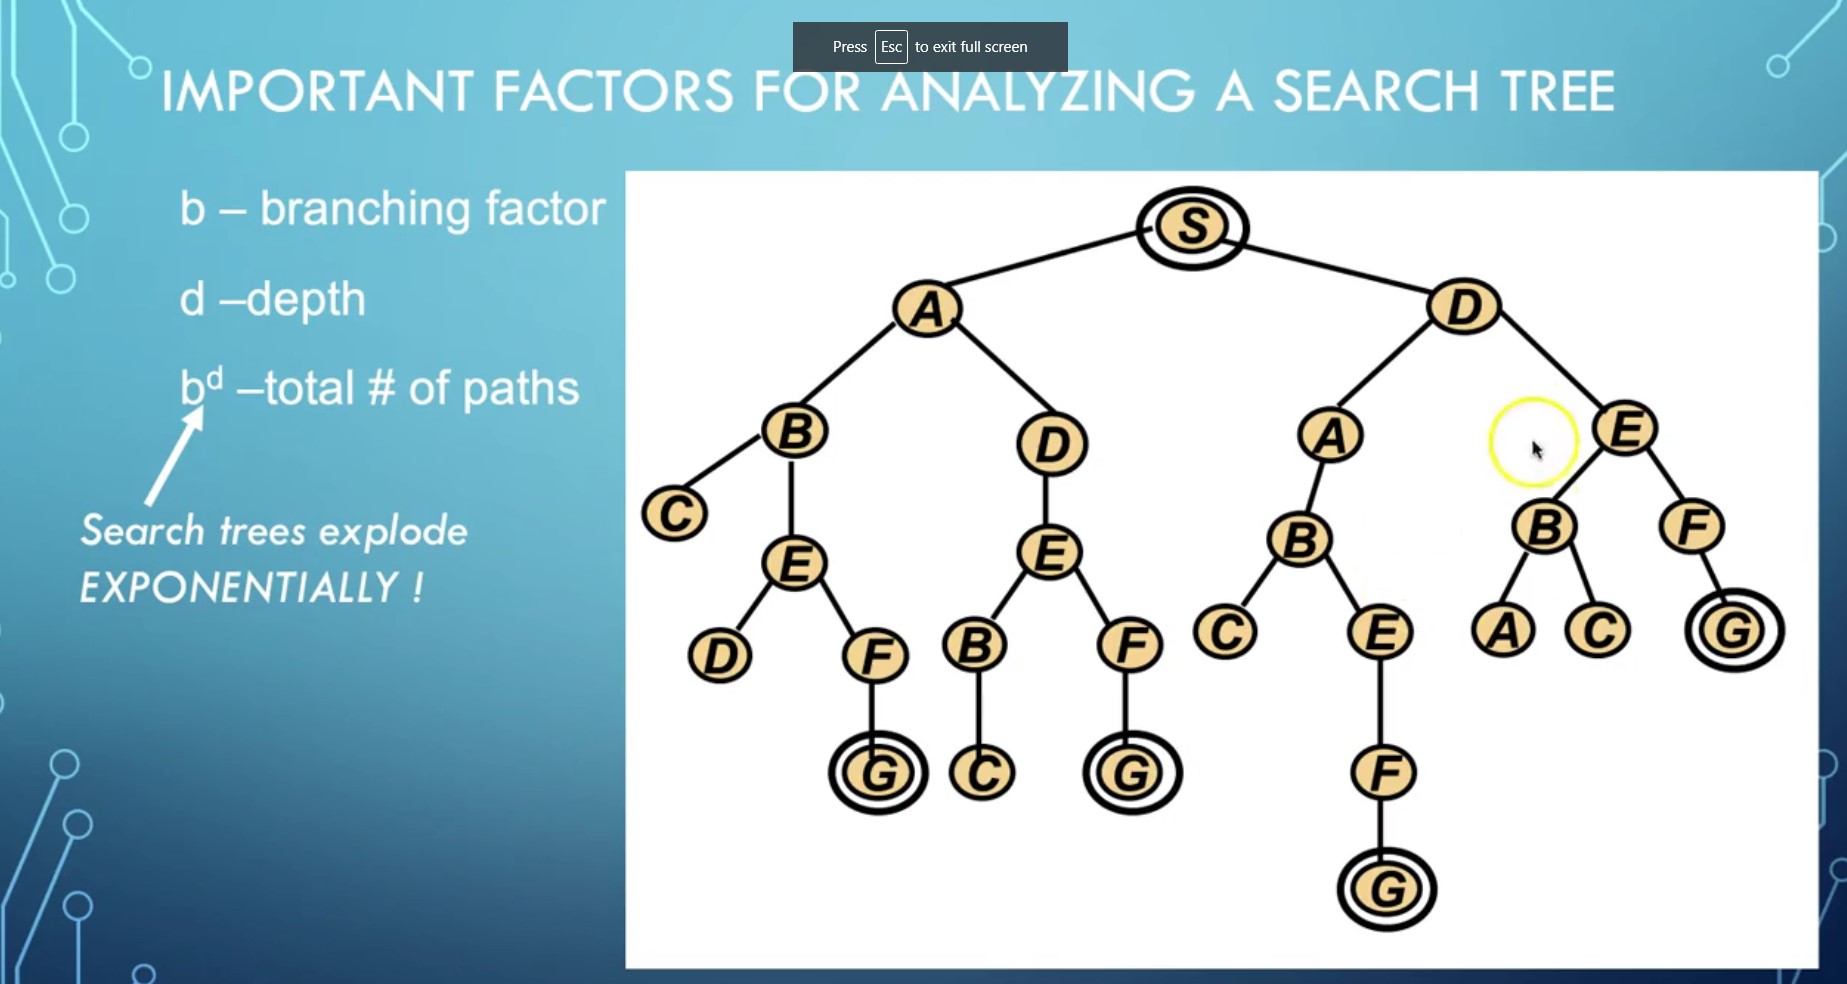 Press Esc to exit full screen
IMPORTANT FACTORS FOR ANALYZING A SEARCH TREE
b – branching factor
d –depth
bᵈ –total # of paths
Search trees explode
EXPONENTIALLY !
S
A D
B D A E
C E E B B F
D F B F C E A C G
G C G F
G